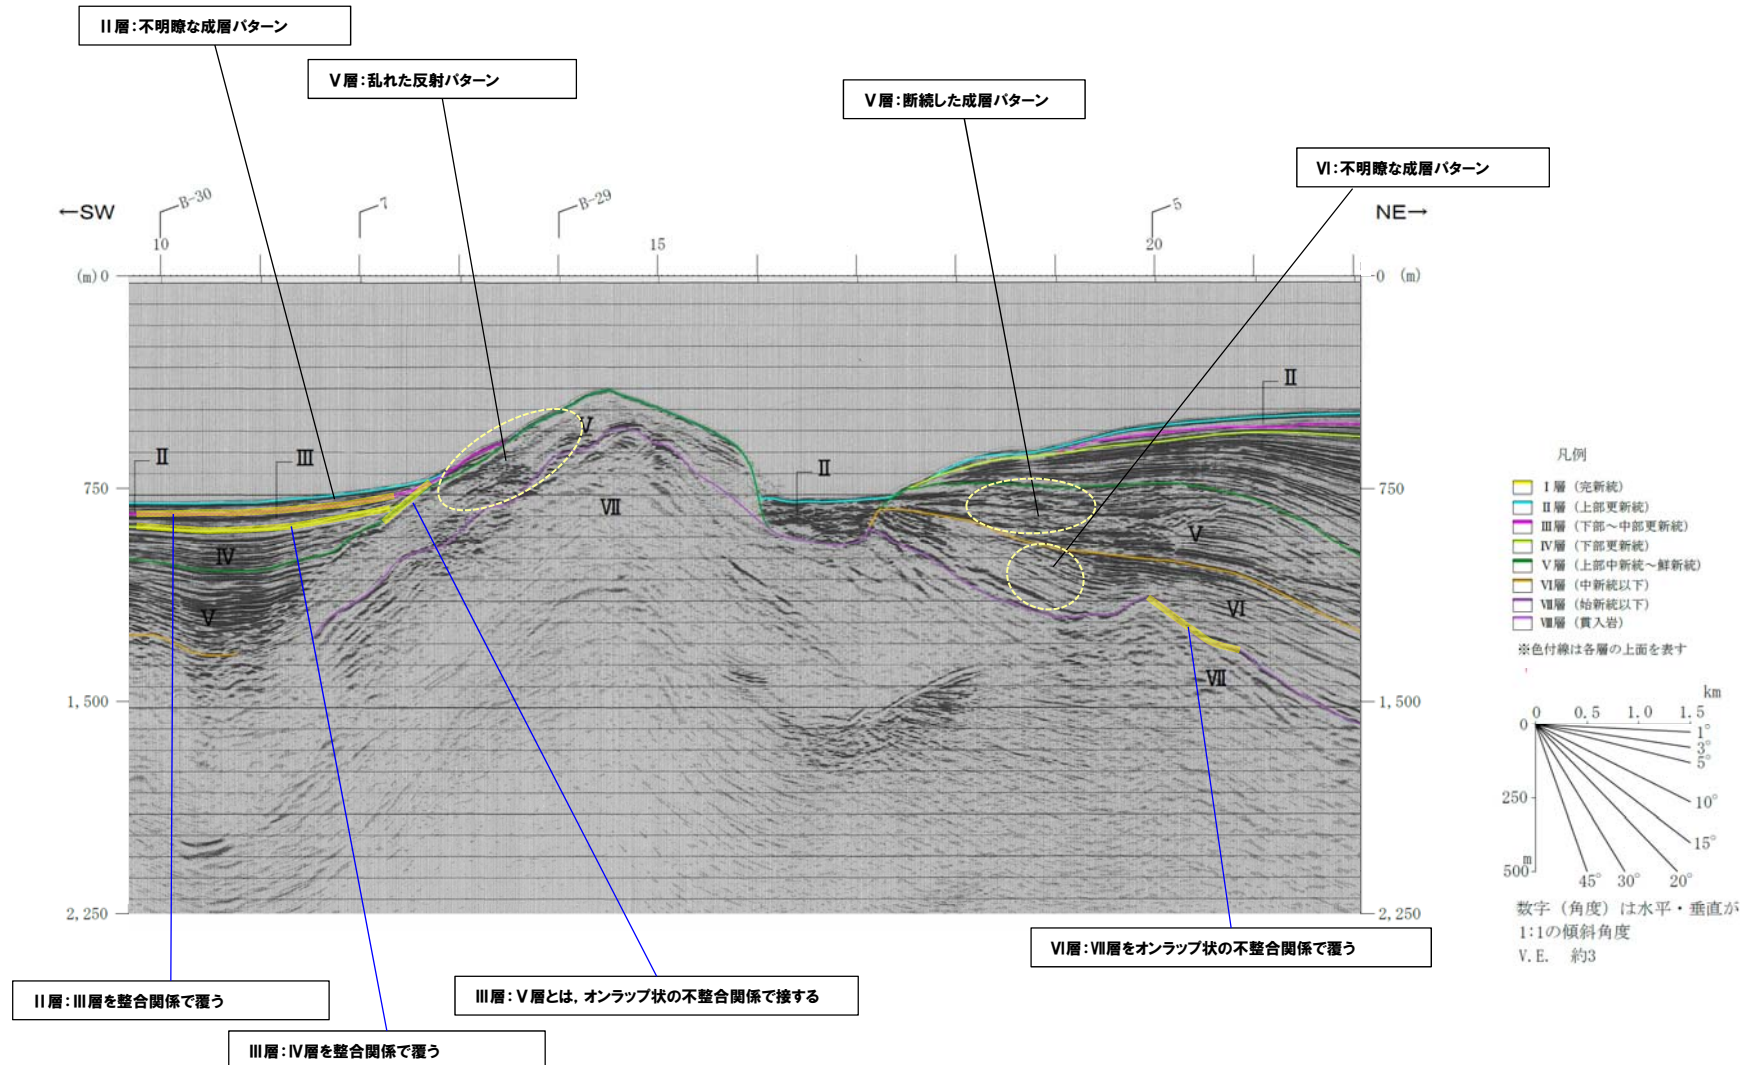 II層:不明瞭な成層パターン
V層:乱れた反射パターン
V層:断続した成層パターン
VI:不明瞭な成層パターン
←SW
B-30
7
B-29
5
NE→
10
15
20
(m) 0
0 (m)
II
V
II
III
II
750
750
VII
IV
V
V
VI
VII
1,500
1,500
2,250
2,250
凡例
I層(完新統)
II層(上部更新統)
III層(下部~中部更新統)
IV層(下部更新統)
V層(上部中新統~鮮新統)
VI層(中新統以下)
VII層(始新統以下)
VIII層(貫入岩)
※色付線は各層の上面を表す
km
0 0.5 1.0 1.5
0
1°
3°
5°
250
10°
15°
m
500
45° 30° 20°
数字(角度)は水平・垂直が
1:1の傾斜角度
V.E. 約3
VI層:VII層をオンラップ状の不整合関係で覆う
II層:III層を整合関係で覆う
III層:V層とは,オンラップ状の不整合関係で接する
III層:IV層を整合関係で覆う